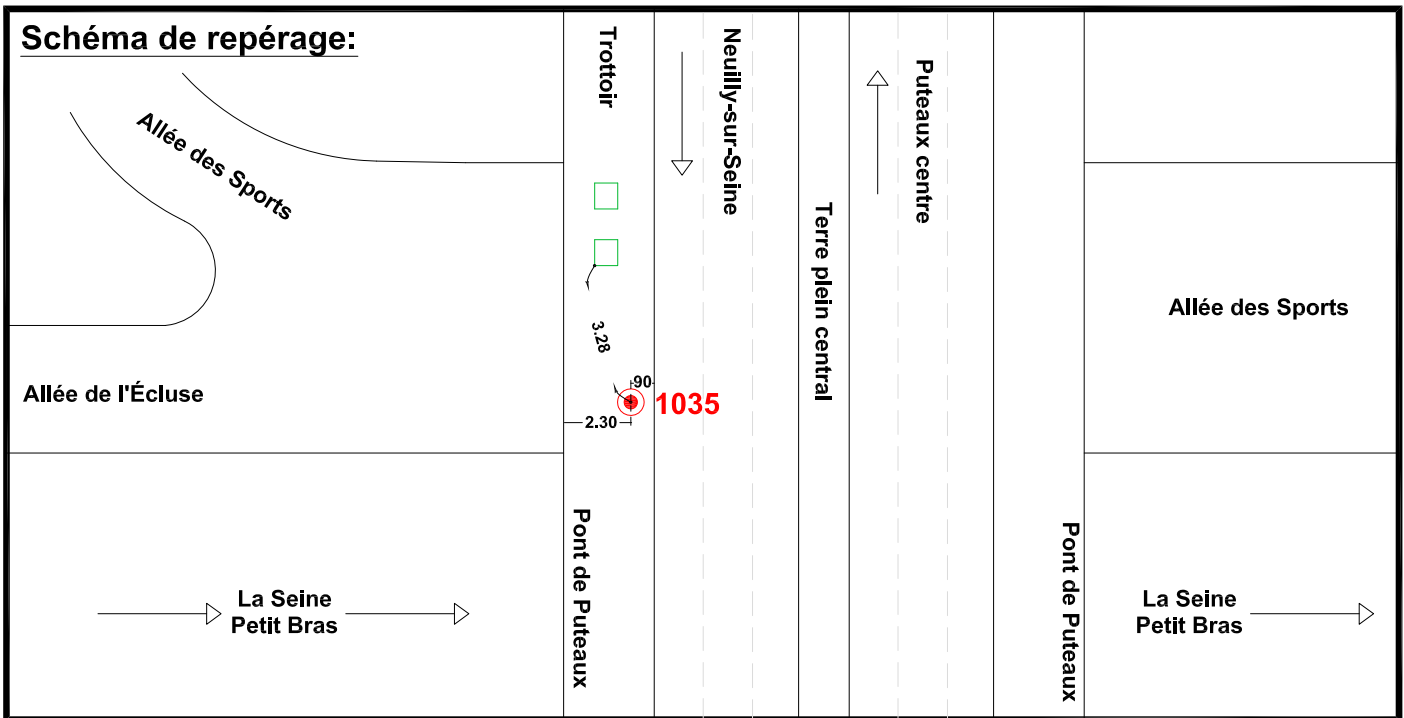 Schéma de repérage:
Allée des Sports
Trottoir
Neuilly-sur-Seine
Puteaux centre
Terre plein central
Allée des Sports
3.28
Allée de l'Écluse
90
1035
2.30
Pont de Puteaux
Pont de Puteaux
La Seine
Petit Bras
La Seine
Petit Bras